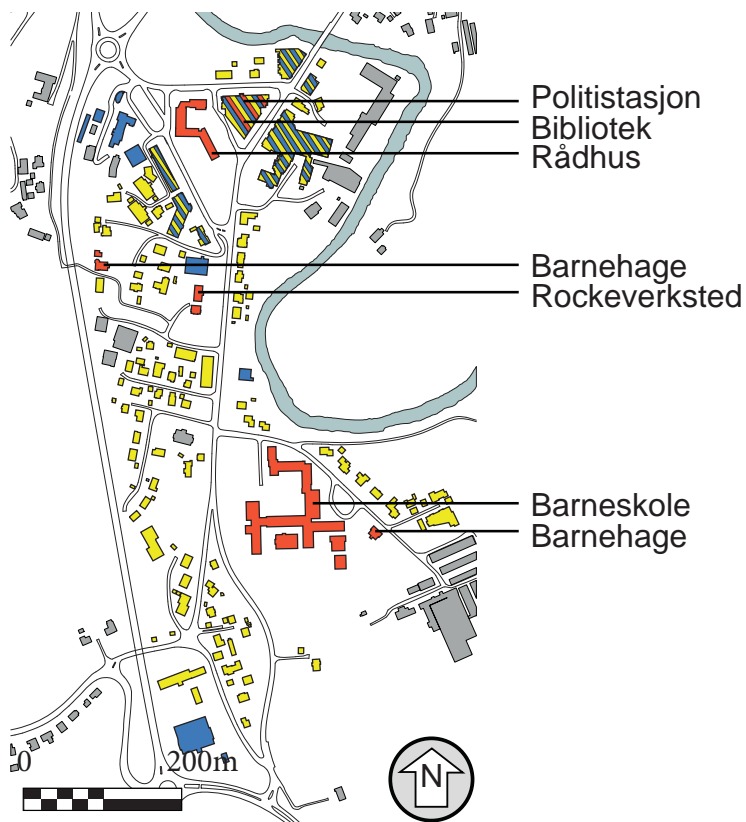 Politistasjon
Bibliotek
Rådhus
Barnehage
Rockeverksted
Barneskole
Barnehage
0 200m
N